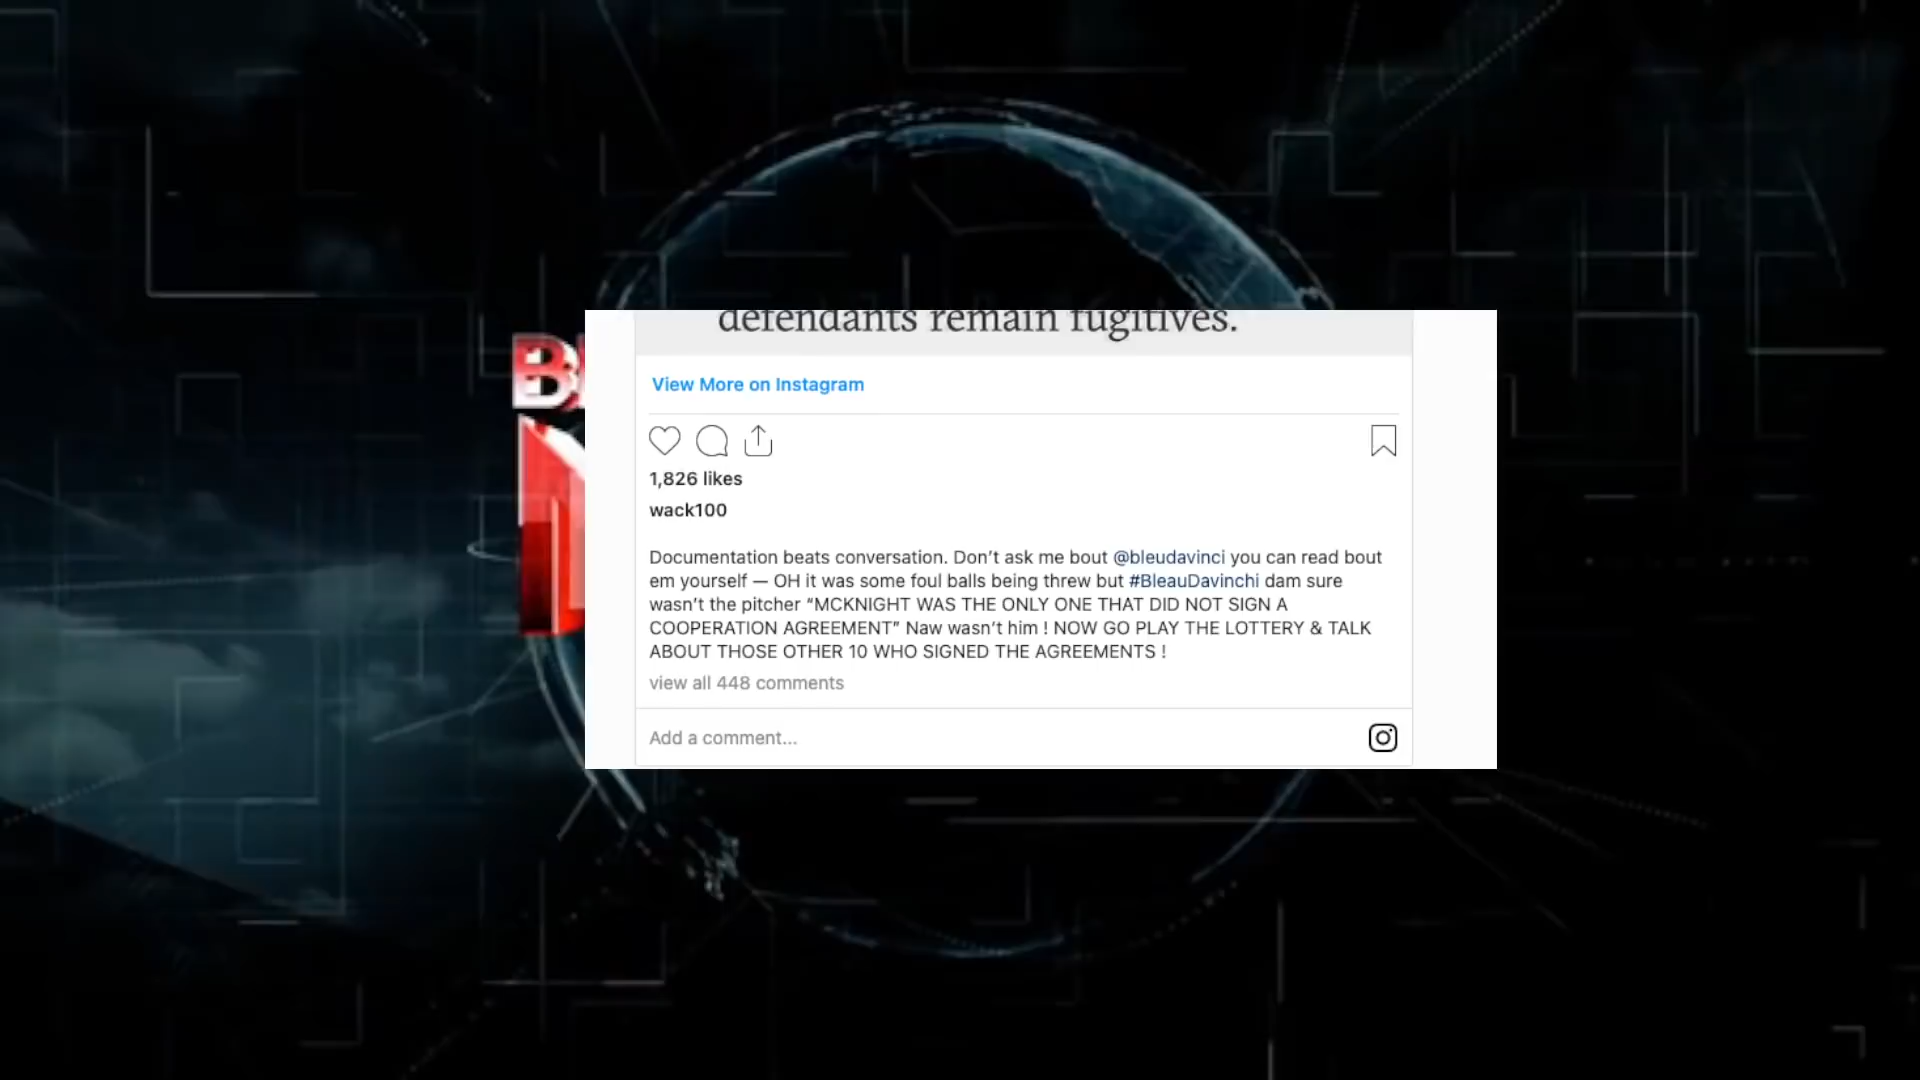 defendants remain fugitives.
View More on Instagram
1,826 likes
wack100
Documentation beats conversation. Don’t ask me bout @bleudavinci you can read bout
em yourself — OH it was some foul balls being threw but #BleauDavinchi dam sure
wasn’t the pitcher “MCKNIGHT WAS THE ONLY ONE THAT DID NOT SIGN A
COOPERATION AGREEMENT” Naw wasn’t him ! NOW GO PLAY THE LOTTERY & TALK
ABOUT THOSE OTHER 10 WHO SIGNED THE AGREEMENTS !
view all 448 comments
Add a comment...